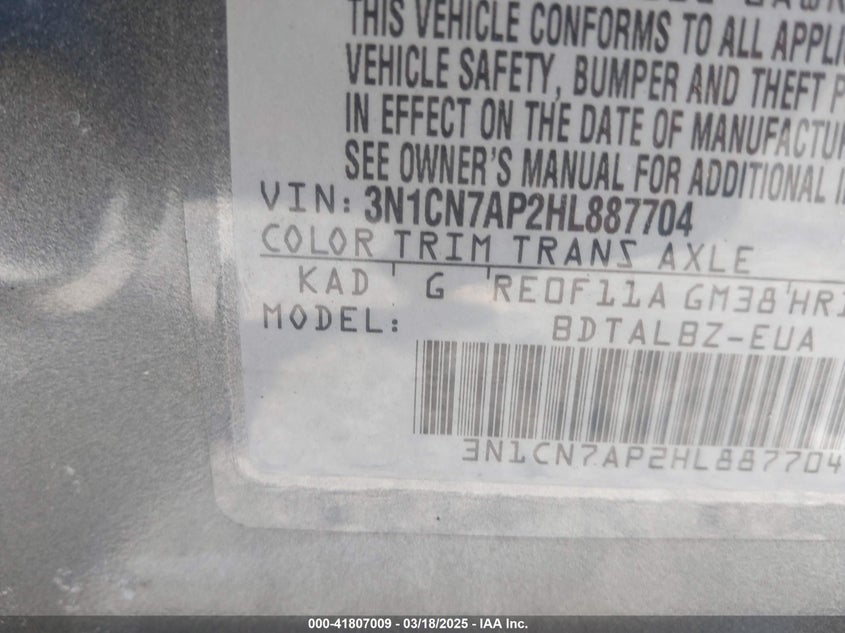 THIS VEHICLE CONFORMS TO ALL
VEHICLE SAFETY, BUMPER AND THEFT
IN EFFECT ON THE DATE OF
SEE OWNER'S MANUAL FOR ADDITIONAL
VIN: 3N1CN7AP2HL887704
COLOR TRIM TRANS AXLE
KAD G RE0F11A GM38
MODEL: BDTALBZ-EUA
3N1CN7AP2HL887704
000-41807009 — 03/18/2025 — IAA Inc.